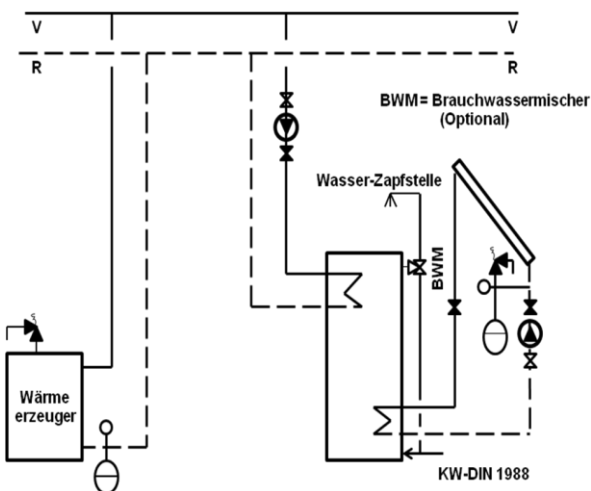 V
V
R
R
BWM= Brauchwassermischer
(Optional)
Wasser-Zapfstelle
BWM
Wärme
erzeuger
KW-DIN 1988